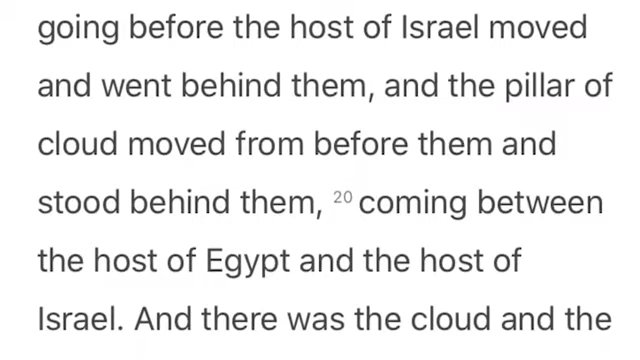 going before the host of Israel moved
and went behind them, and the pillar of
cloud moved from before them and
stood behind them, 20 coming between
the host of Egypt and the host of
Israel. And there was the cloud and the